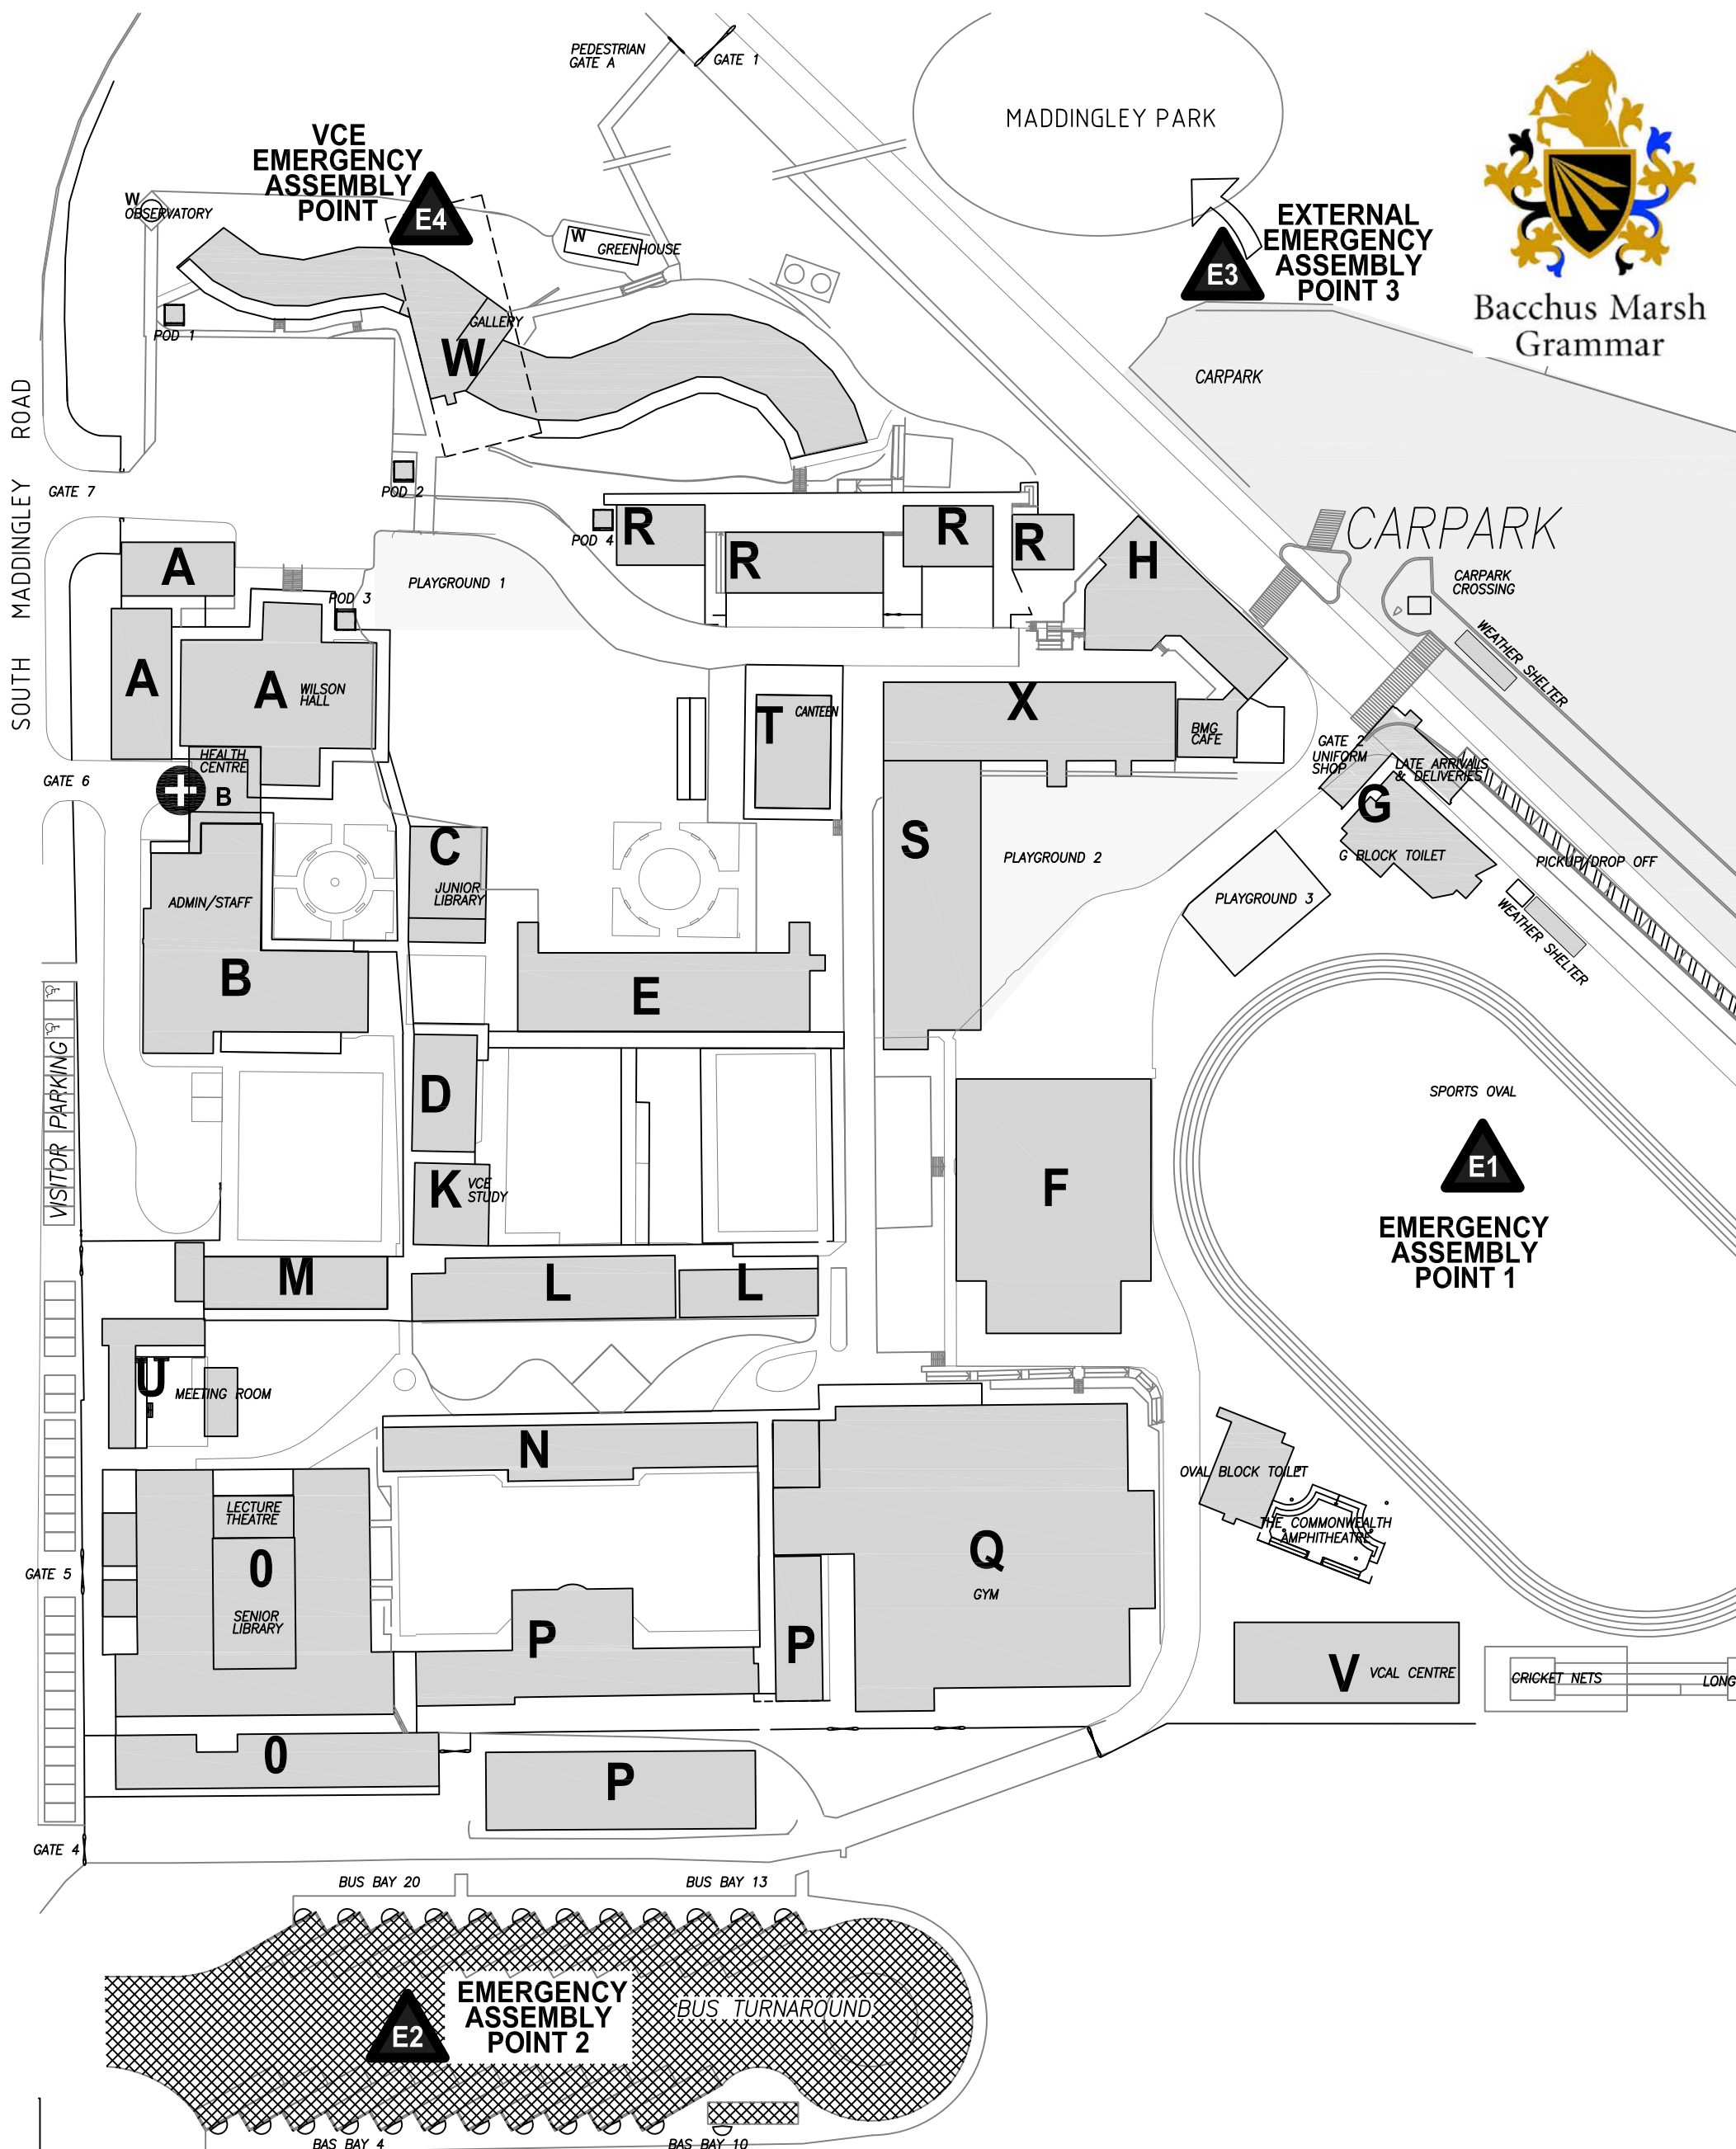 PEDESTRIAN
GATE A
GATE 1
MADDINGLEY PARK
VCE
EMERGENCY
ASSEMBLY
POINT
E4
W
OBSERVATORY
W
GREENHOUSE
EXTERNAL
EMERGENCY
ASSEMBLY
POINT 3
E3
Bacchus Marsh
Grammar
POD 1
GALLERY
W
CARPARK
SOUTH MADDINGLEY ROAD
GATE 7
POD 2
POD 4
R
R
R
R
H
CARPARK
CARPARK
CROSSING
WEATHER SHELTER
A
PLAYGROUND 1
POD 3
A
A
WILSON
HALL
T
CANTEEN
X
BMG
CAFE
GATE 2
UNIFORM
SHOP
LATE ARRIVALS
& DELIVERIES
G
G BLOCK TOILET
PICKUP/DROP OFF
WEATHER SHELTER
GATE 6
HEALTH
CENTRE
B
C
JUNIOR
LIBRARY
S
PLAYGROUND 2
PLAYGROUND 3
ADMIN/STAFF
B
E
VISITOR PARKING
D
K
VCE
STUDY
F
SPORTS OVAL
E1
EMERGENCY
ASSEMBLY
POINT 1
M
L
L
U
MEETING ROOM
N
OVAL BLOCK TOILET
THE COMMONWEALTH
AMPHITHEATRE
LECTURE
THEATRE
0
SENIOR
LIBRARY
GATE 5
Q
GYM
P
P
V
VCAL CENTRE
CRICKET NETS
LONG
0
P
GATE 4
BUS BAY 20
BUS BAY 13
E2
EMERGENCY
ASSEMBLY
POINT 2
BUS TURNAROUND
BAS BAY 4
BAS BAY 10